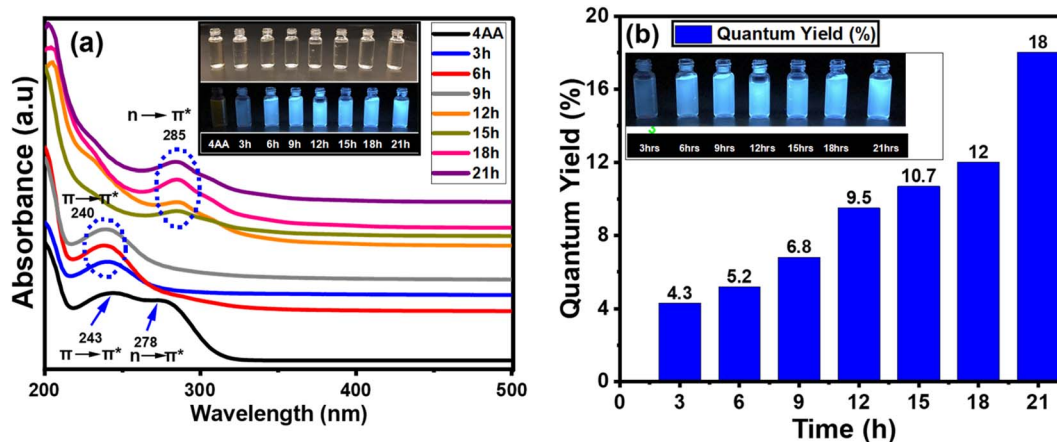 (a)
4AA
3h
6h
9h
12h
15h
18h
21h
4AA 3h 6h 9h 12h 15h 18h 21h
n → π*
285
π→π*
240
243
π → π*
278
n→π*
200 300 400 500
Wavelength (nm)
Absorbance (a.u)
(b)
Quantum Yield (%)
3hrs 6hrs 9hrs 12hrs 15hrs 18hrs 21hrs
20
16
12
8
4
0
4.3
5.2
6.8
9.5
10.7
12
18
0 3 6 9 12 15 18 21
Time (h)
Quantum Yield (%)